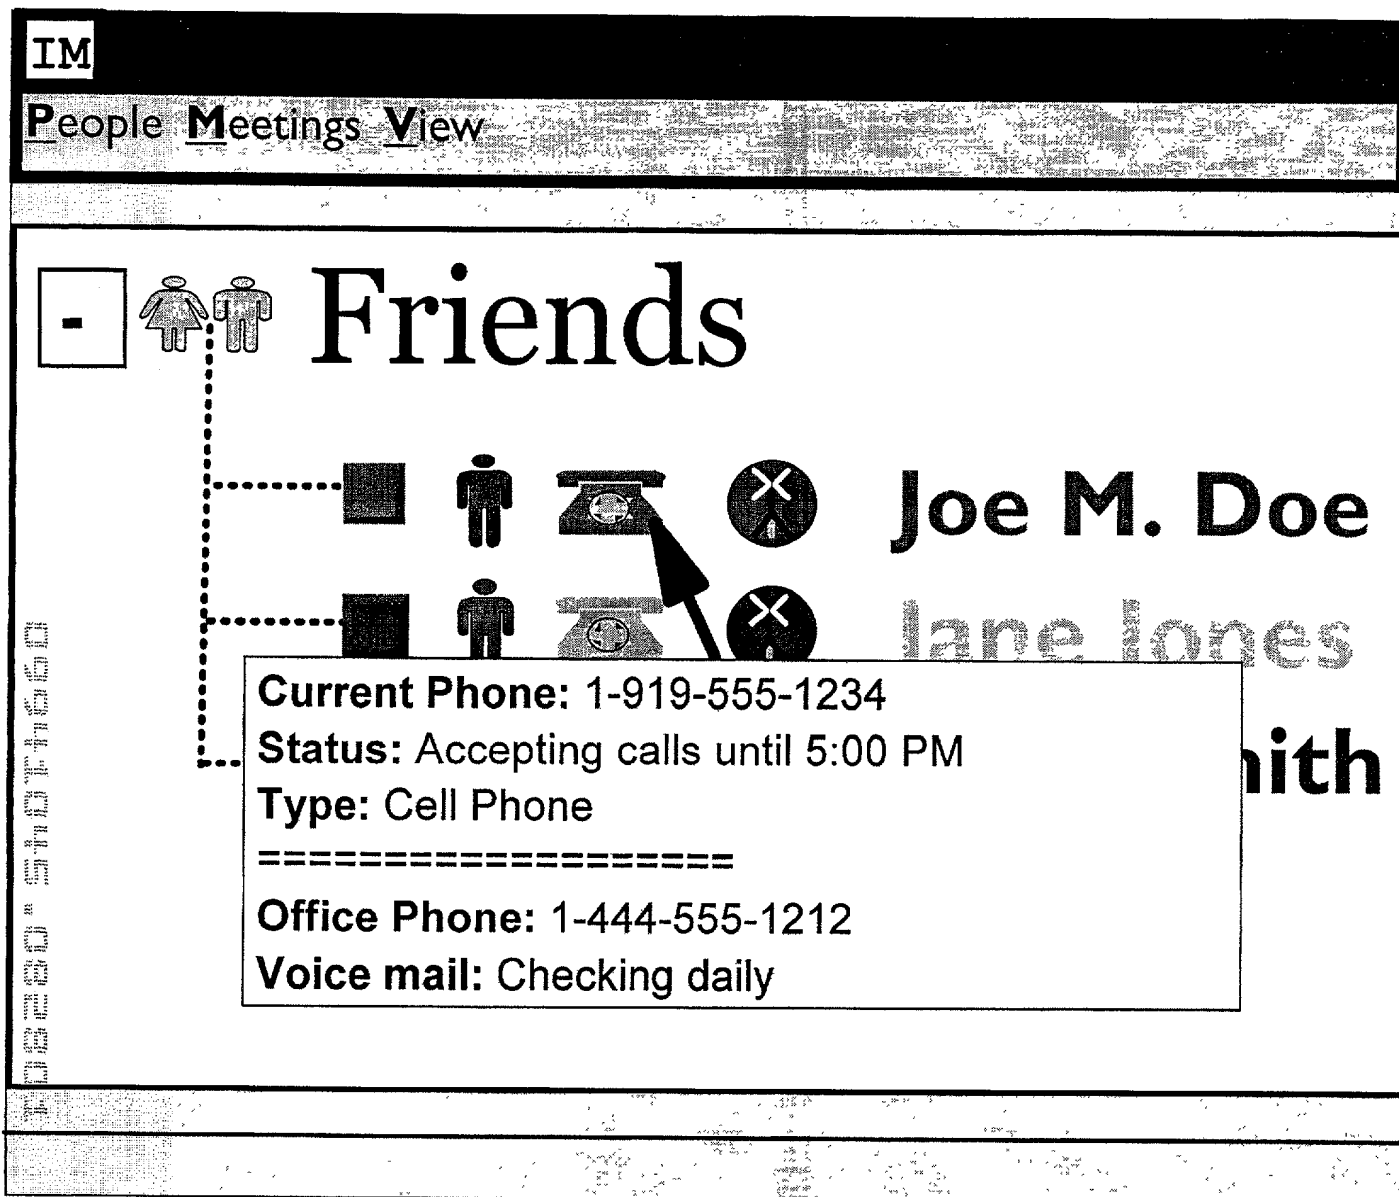 IM
People Meetings View
- Friends
Joe M. Doe
Jane Jones
Current Phone: 1-919-555-1234
Status: Accepting calls until 5:00 PM
ith
Type: Cell Phone
===================
Office Phone: 1-444-555-1212
Voice mail: Checking daily